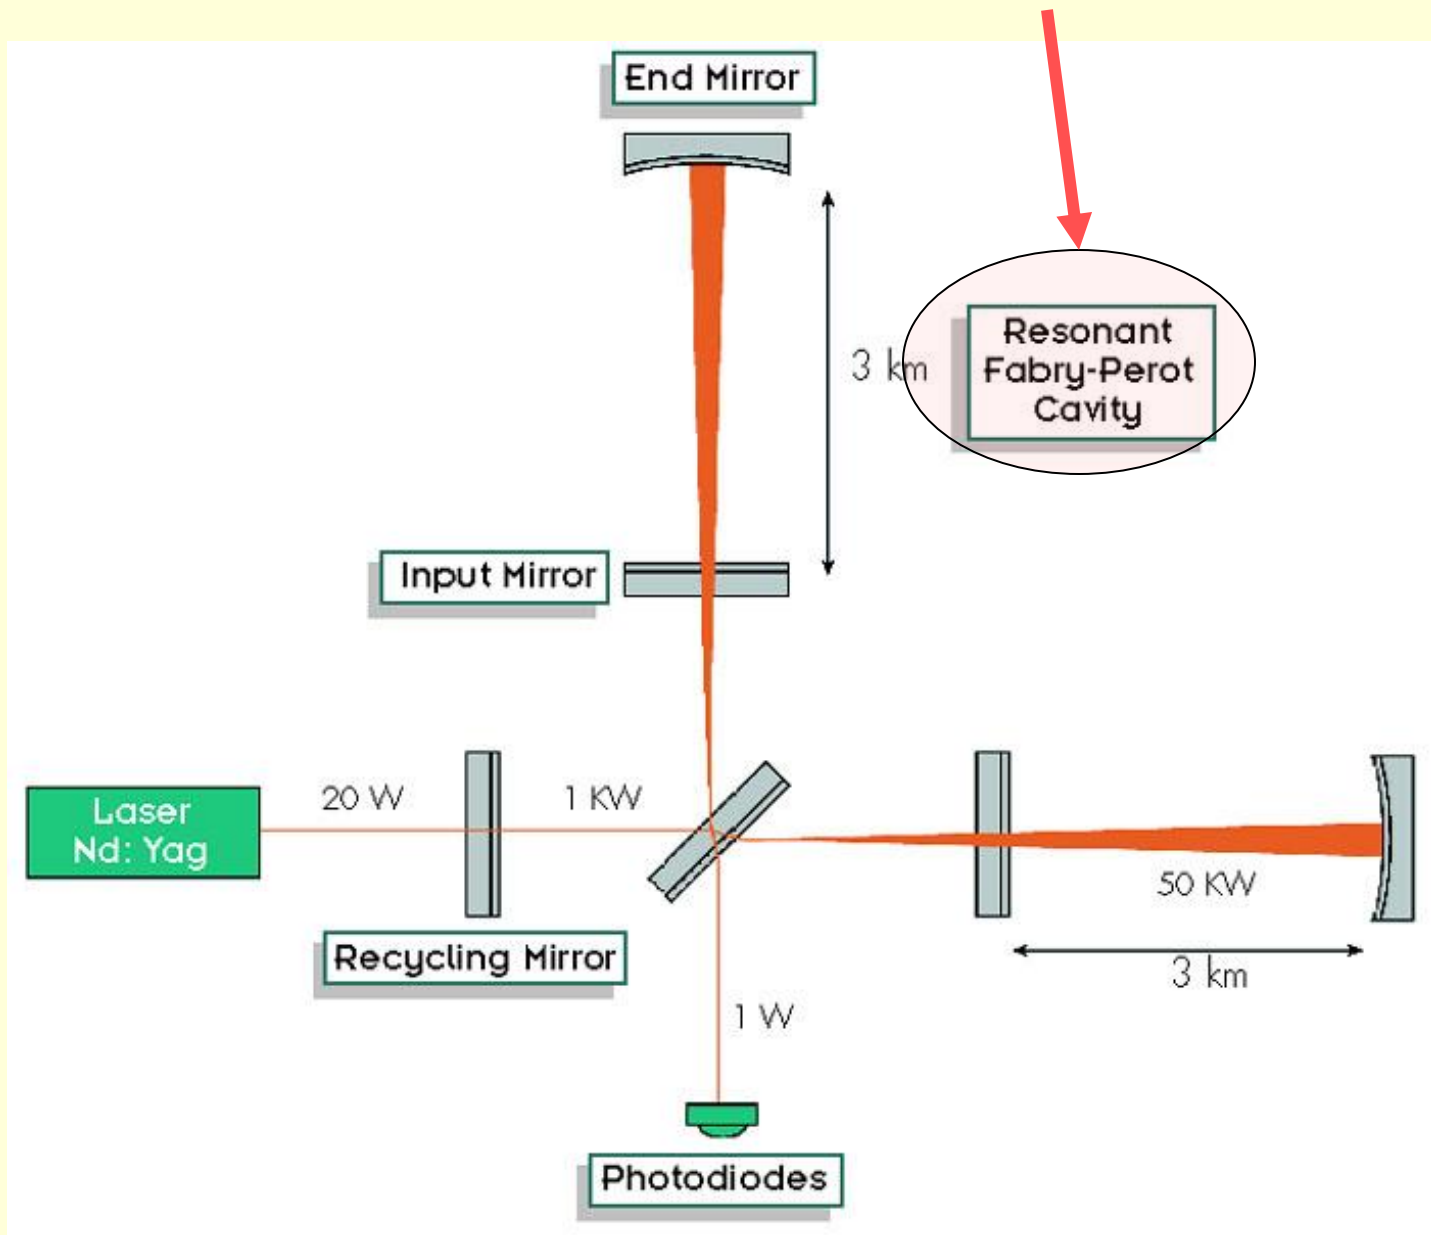 End Mirror
3 km
Resonant
Fabry-Perot
Cavity
Input Mirror
Laser
Nd: Yag
20 W
1 KW
50 KW
3 km
Recycling Mirror
1 W
Photodiodes